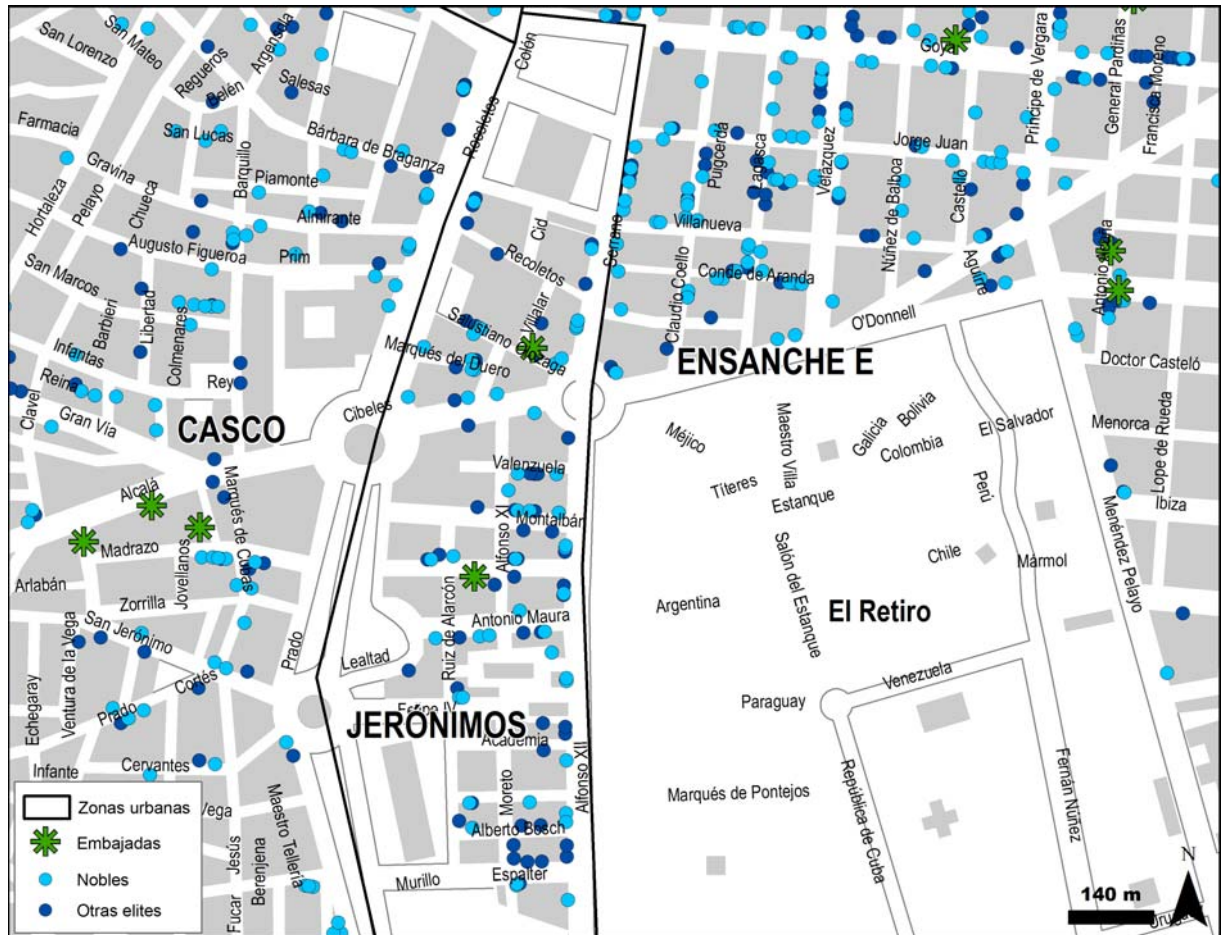 San Lorenzo
San Mateo
Regueros
Argensola
Belén
Salesas
Farmacia
San Lucas
Bárbara de Braganza
Recoletos
Colón
Gravina
Barquillo
Piamonte
Hortaleza
Pelayo
Chueca
Almirante
Augusto Figueroa
Prim
San Marcos
Barbieri
Libertad
Colmenares
Infantas
Reina
Rey
Clavel
Gran Vía
CASCO
Cibeles
Alcalá
Marqués de Cubas
Madrazo
Jovellanos
Arlabán
Zorrilla
San Jerónimo
Ventura de la Vega
Echegaray
Prado
Cortés
Prado
Lealtad
Infante
Cervantes
Vega
Jesús
Fucar
Berenjena
Maestro Tellería
Cid
Recoletos
Villalar
Salustiano Olózaga
Marqués del Duero
Serrano
Valenzuela
Alfonso XI
Montalbán
Ruiz de Alarcón
Antonio Maura
Felipe IV
JERÓNIMOS
Academia
Moreto
Alfonso XII
Alberto Bosch
Espalter
Murillo
Goya
Príncipe de Vergara
General Pardiñas
Francisca Moreno
Puigcerda
Lagasca
Velázquez
Jorge Juan
Castelló
Núñez de Balboa
Villanueva
Claudio Coello
Conde de Aranda
Aguirre
Antonio Acuña
O'Donnell
ENSANCHE E
Doctor Casteló
Menorca
Lope de Rueda
Ibiza
Menéndez Pelayo
Méjico
Maestro Villa
Galicia
Bolivia
Colombia
El Salvador
Títeres
Estanque
Perú
Salón del Estanque
Chile
Mármol
Argentina
El Retiro
Venezuela
Paraguay
Marqués de Pontejos
República de Cuba
Fernán Núñez
Uruguay
Zonas urbanas
Embajadas
Nobles
Otras elites
N
140 m